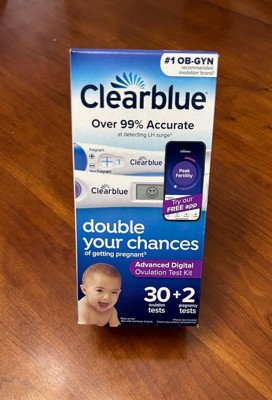 #1 OB-GYN
recommended
ovulation brand
Clearblue
Over 99% Accurate
at detecting LH surge
Pregnant
Clearblue
Clearblue
Peak
Fertility
Try our
FREE app
double
your chances
of getting pregnant
Advanced Digital
Ovulation Test Kit
30 + 2
ovulation pregnancy
tests tests